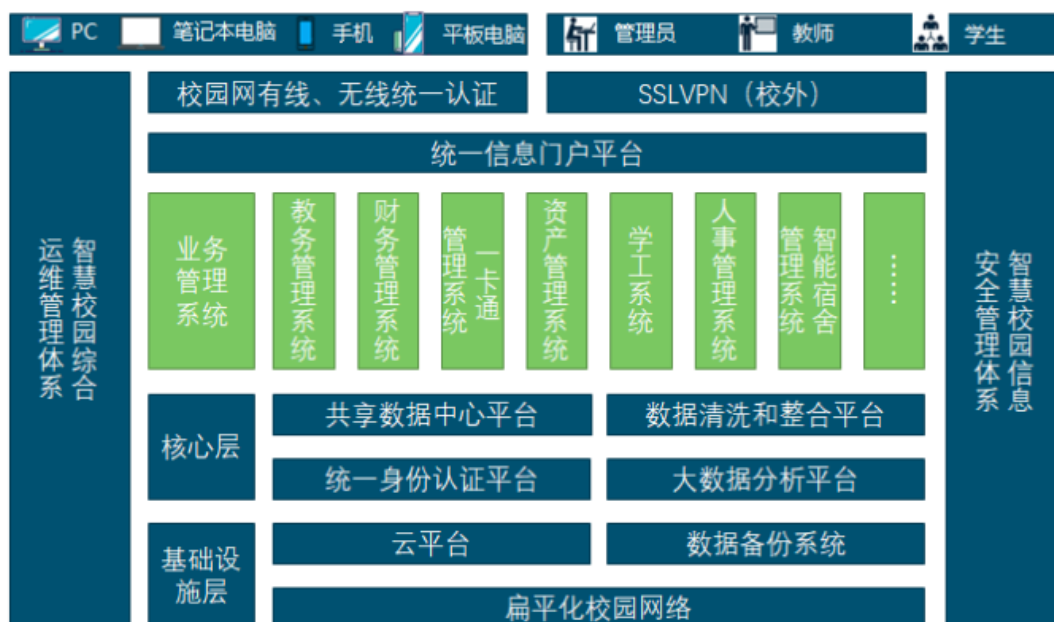 PC 笔记本电脑 手机 平板电脑 管理员 教师 学生
校园网有线、无线统一认证
SSLVPN（校外）
统一信息门户平台
智慧校园综合
运维管理体系
业务
管理
系统
教务管理系统
财务管理系统
一卡通
管理系统
资产管理系统
学工系统
人事管理系统
智能宿舍
管理系统
……
智慧校园信息
安全管理体系
核心层
共享数据中心平台
数据清洗和整合平台
统一身份认证平台
大数据分析平台
基础设
施层
云平台
数据备份系统
扁平化校园网络